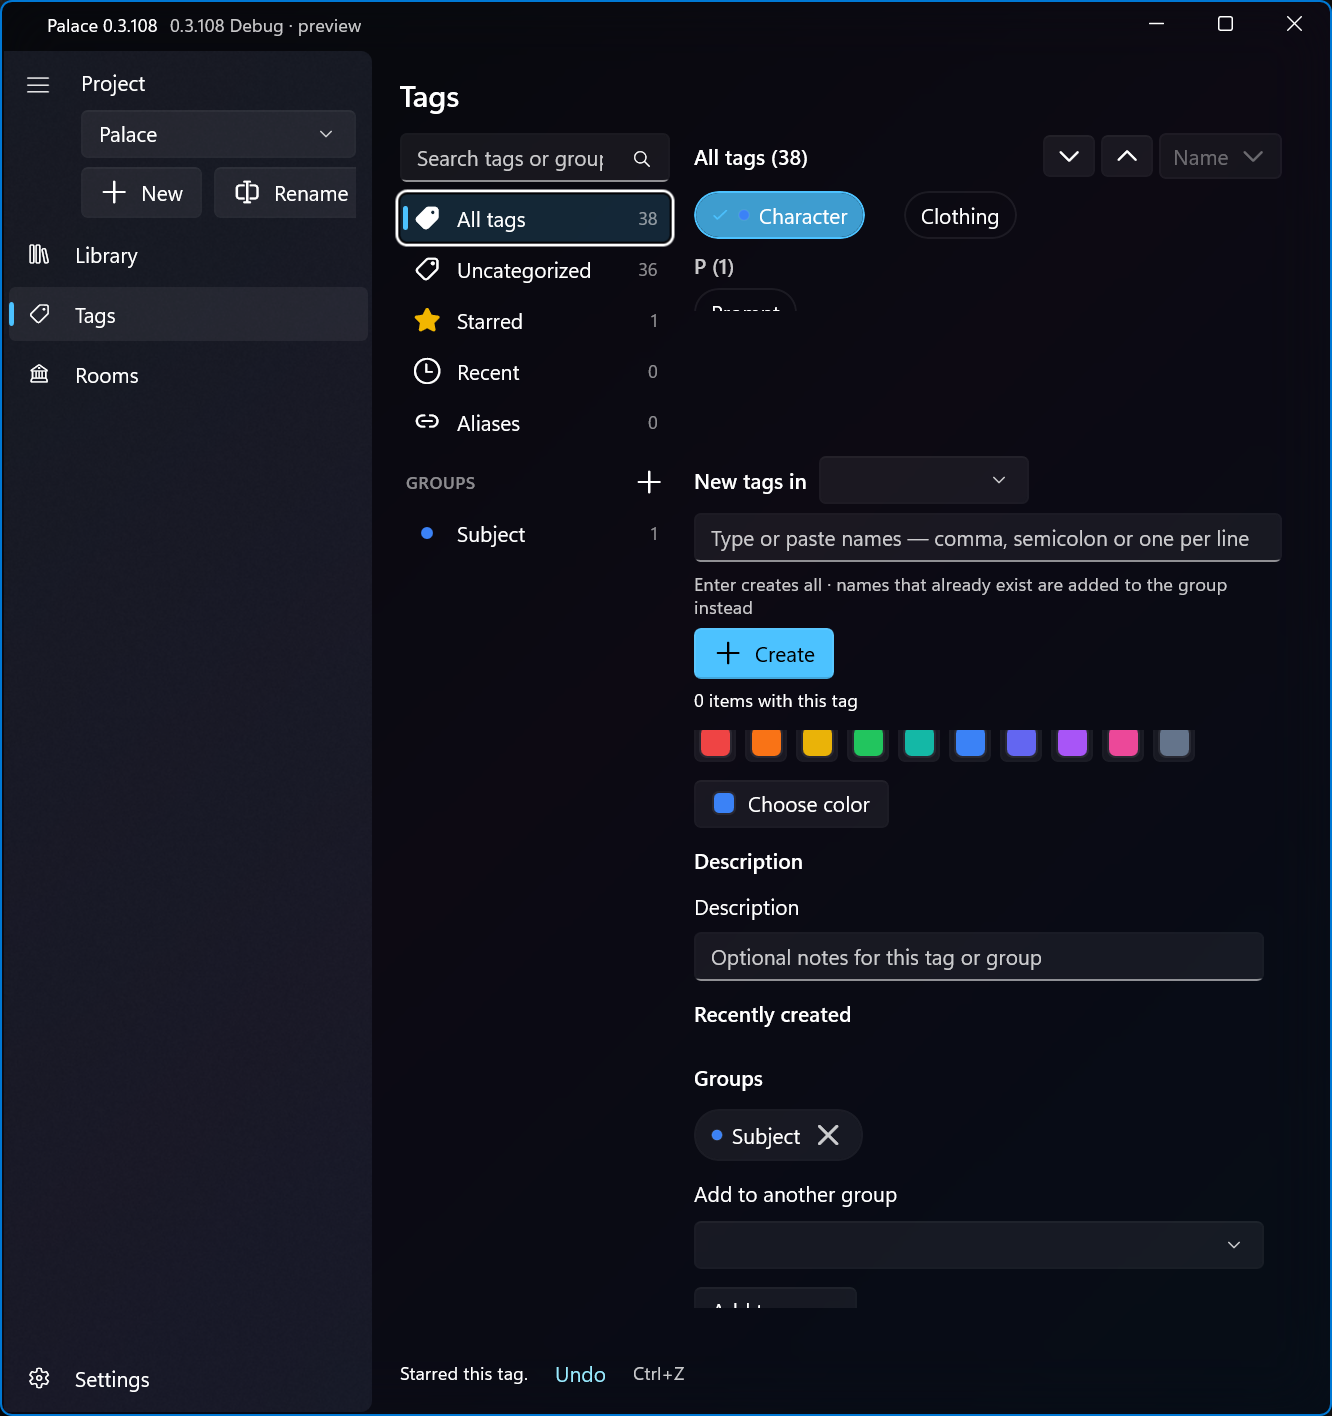 Palace 0.3.108 0.3.108 Debug · preview
Project
Palace
New
Rename
Library
Tags
Rooms
Settings
Tags
Search tags or group
All tags 38
Uncategorized 36
Starred 1
Recent 0
Aliases 0
GROUPS
Subject 1
All tags (38)
Name
Character
Clothing
P (1)
Prompt
New tags in
Type or paste names — comma, semicolon or one per line
Enter creates all · names that already exist are added to the group
instead
Create
0 items with this tag
Choose color
Description
Description
Optional notes for this tag or group
Recently created
Groups
Subject
Add to another group
Starred this tag. Undo Ctrl+Z